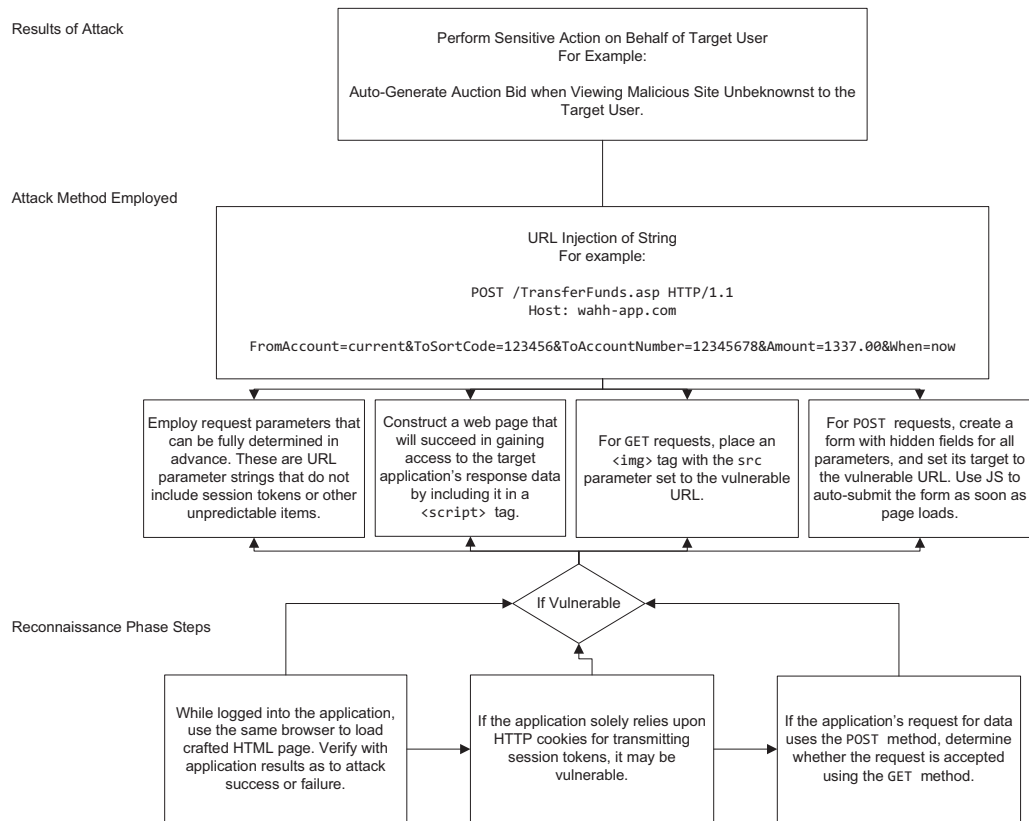 Results of Attack
Perform Sensitive Action on Behalf of Target User
For Example:
Auto-Generate Auction Bid when Viewing Malicious Site Unbeknownst to the
Target User.
Attack Method Employed
URL Injection of String
For example:
POST /TransferFunds.asp HTTP/1.1
Host: wahh-app.com
FromAccount=current&ToSortCode=123456&ToAccountNumber=12345678&Amount=1337.00&When=now
Employ request parameters that
can be fully determined in
advance. These are URL
parameter strings that do not
include session tokens or other
unpredictable items.
Construct a web page that
will succeed in gaining
access to the target
application's response data
by including it in a
<script> tag.
For GET requests, place an
<img> tag with the src
parameter set to the vulnerable
URL.
For POST requests, create a
form with hidden fields for all
parameters, and set its target to
the vulnerable URL. Use JS to
auto-submit the form as soon as
page loads.
If Vulnerable
Reconnaissance Phase Steps
While logged into the application,
use the same browser to load
crafted HTML page. Verify with
application results as to attack
success or failure.
If the application solely relies upon
HTTP cookies for transmitting
session tokens, it may be
vulnerable.
If the application's request for data
uses the POST method, determine
whether the request is accepted
using the GET method.